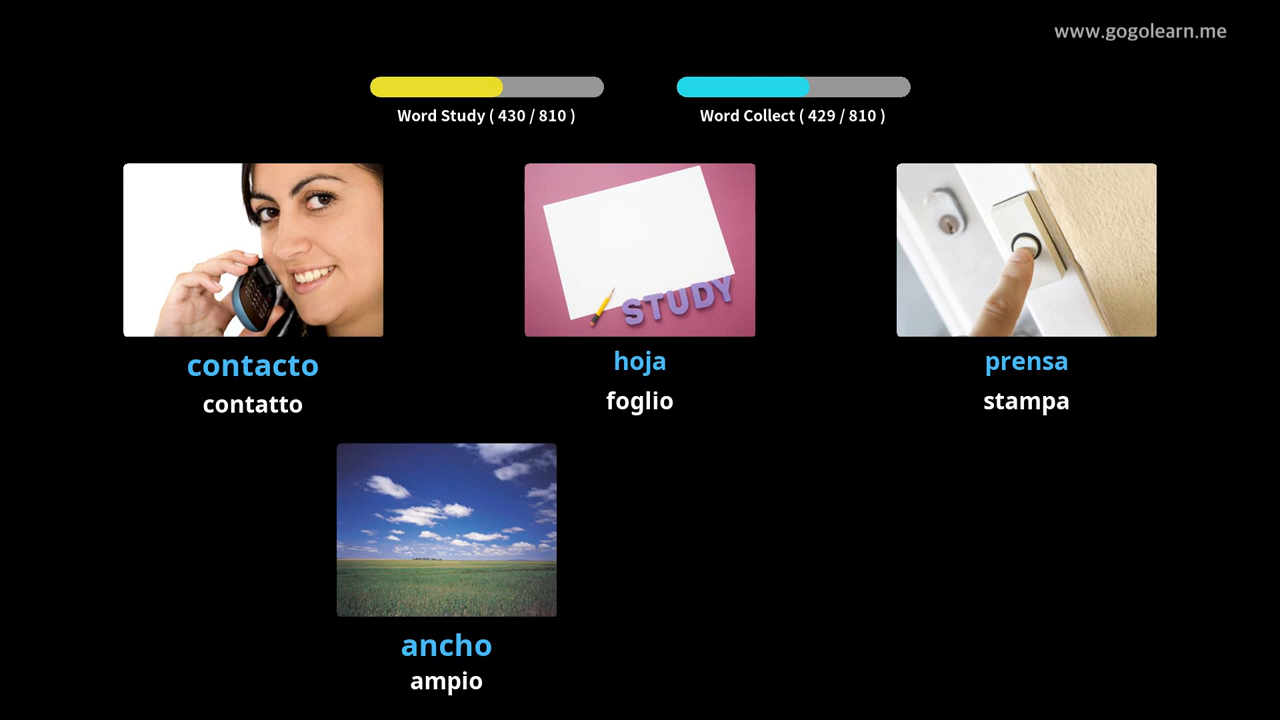 www.gogolearn.me
Word Study ( 430 / 810 )
Word Collect ( 429 / 810 )
STUDY
contacto
contatto
hoja
foglio
prensa
stampa
ancho
ampio